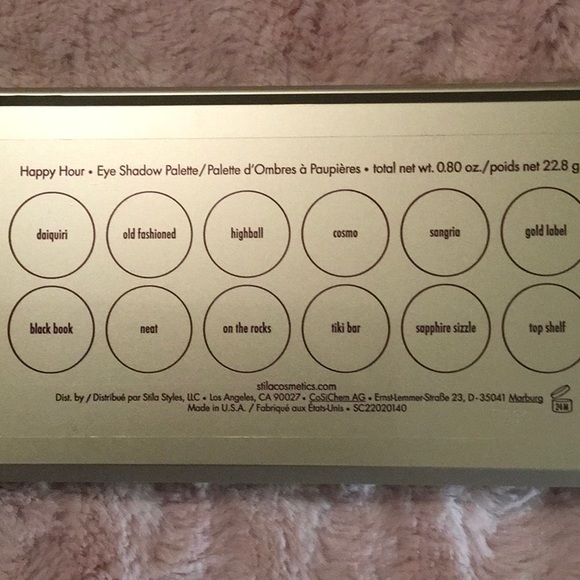 Happy Hour • Eye Shadow Palette/Palette d'Ombres à Paupières • total net wt. 0.80 oz./poids net 22.8 g
daiquiri old fashioned highball cosmo sangria gold label
black book neat on the rocks tiki bar sapphire sizzle top shelf
stilacosmetics.com
Dist. by / Distribué par Stila Styles, LLC • Los Angeles, CA 90027 • CoSiChem AG • Ernst-Lemmer-Straße 23, D-35041 Marburg
24 M
Made in U.S.A. / Fabriqué aux États-Unis • SC22020140